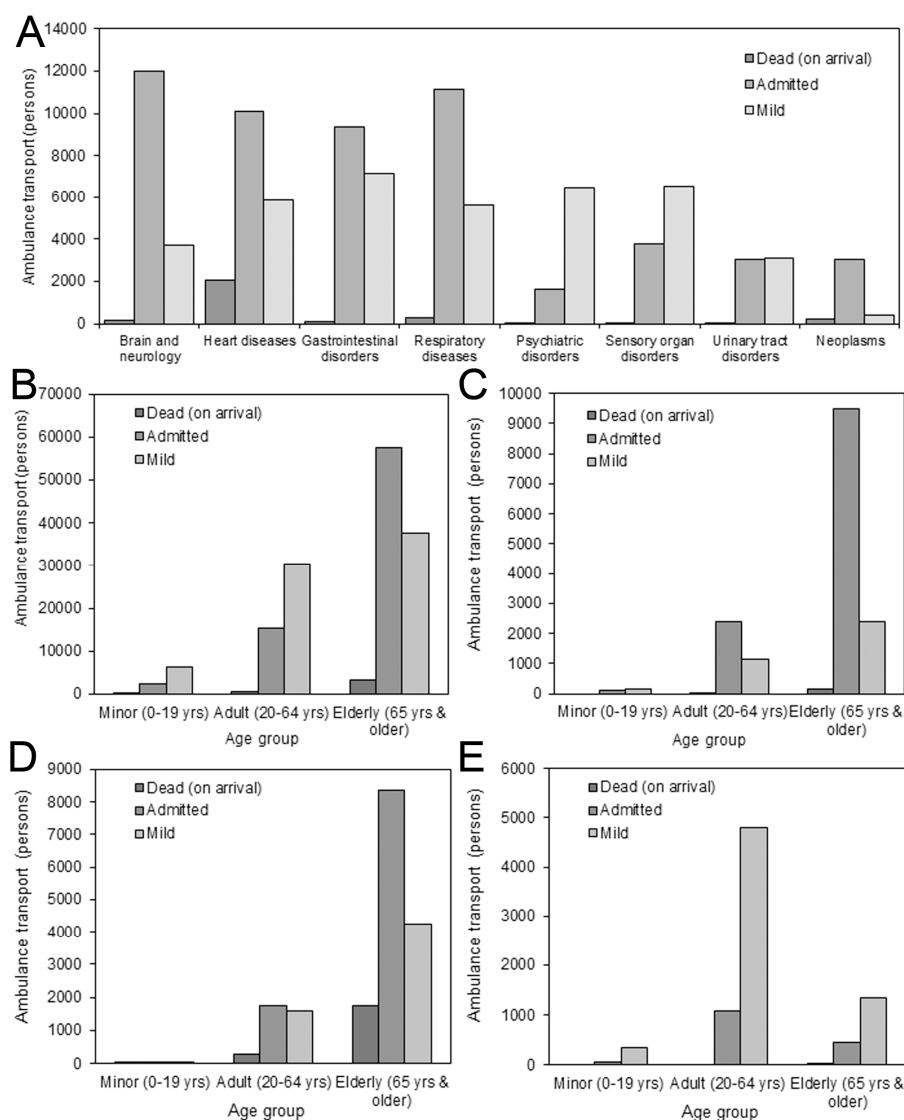 A
14000
12000
10000
8000
6000
4000
2000
0
Ambulance transport (persons)
Dead (on arrival)
Admitted
Mild
Brain and neurology
Heart diseases
Gastrointestinal disorders
Respiratory diseases
Psychiatric disorders
Sensory organ disorders
Urinary tract disorders
Neoplasms
B
70000
60000
50000
40000
30000
20000
10000
0
Ambulance transport (persons)
Dead (on arrival)
Admitted
Mild
Minor (0-19 yrs)
Adult (20-64 yrs)
Elderly (65 yrs & older)
Age group
C
10000
9000
8000
7000
6000
5000
4000
3000
2000
1000
0
Ambulance transport (persons)
Dead (on arrival)
Admitted
Mild
Minor (0-19 yrs)
Adult (20-64 yrs)
Elderly (65 yrs & older)
Age group
D
9000
8000
7000
6000
5000
4000
3000
2000
1000
0
Ambulance transport (persons)
Dead (on arrival)
Admitted
Mild
Minor (0-19 yrs)
Adult (20-64 yrs)
Elderly (65 yrs & older)
Age group
E
6000
5000
4000
3000
2000
1000
0
Ambulance transport (persons)
Dead (on arrival)
Admitted
Mild
Minor (0-19 yrs)
Adult (20-64 yrs)
Elderly (65 yrs & older)
Age group